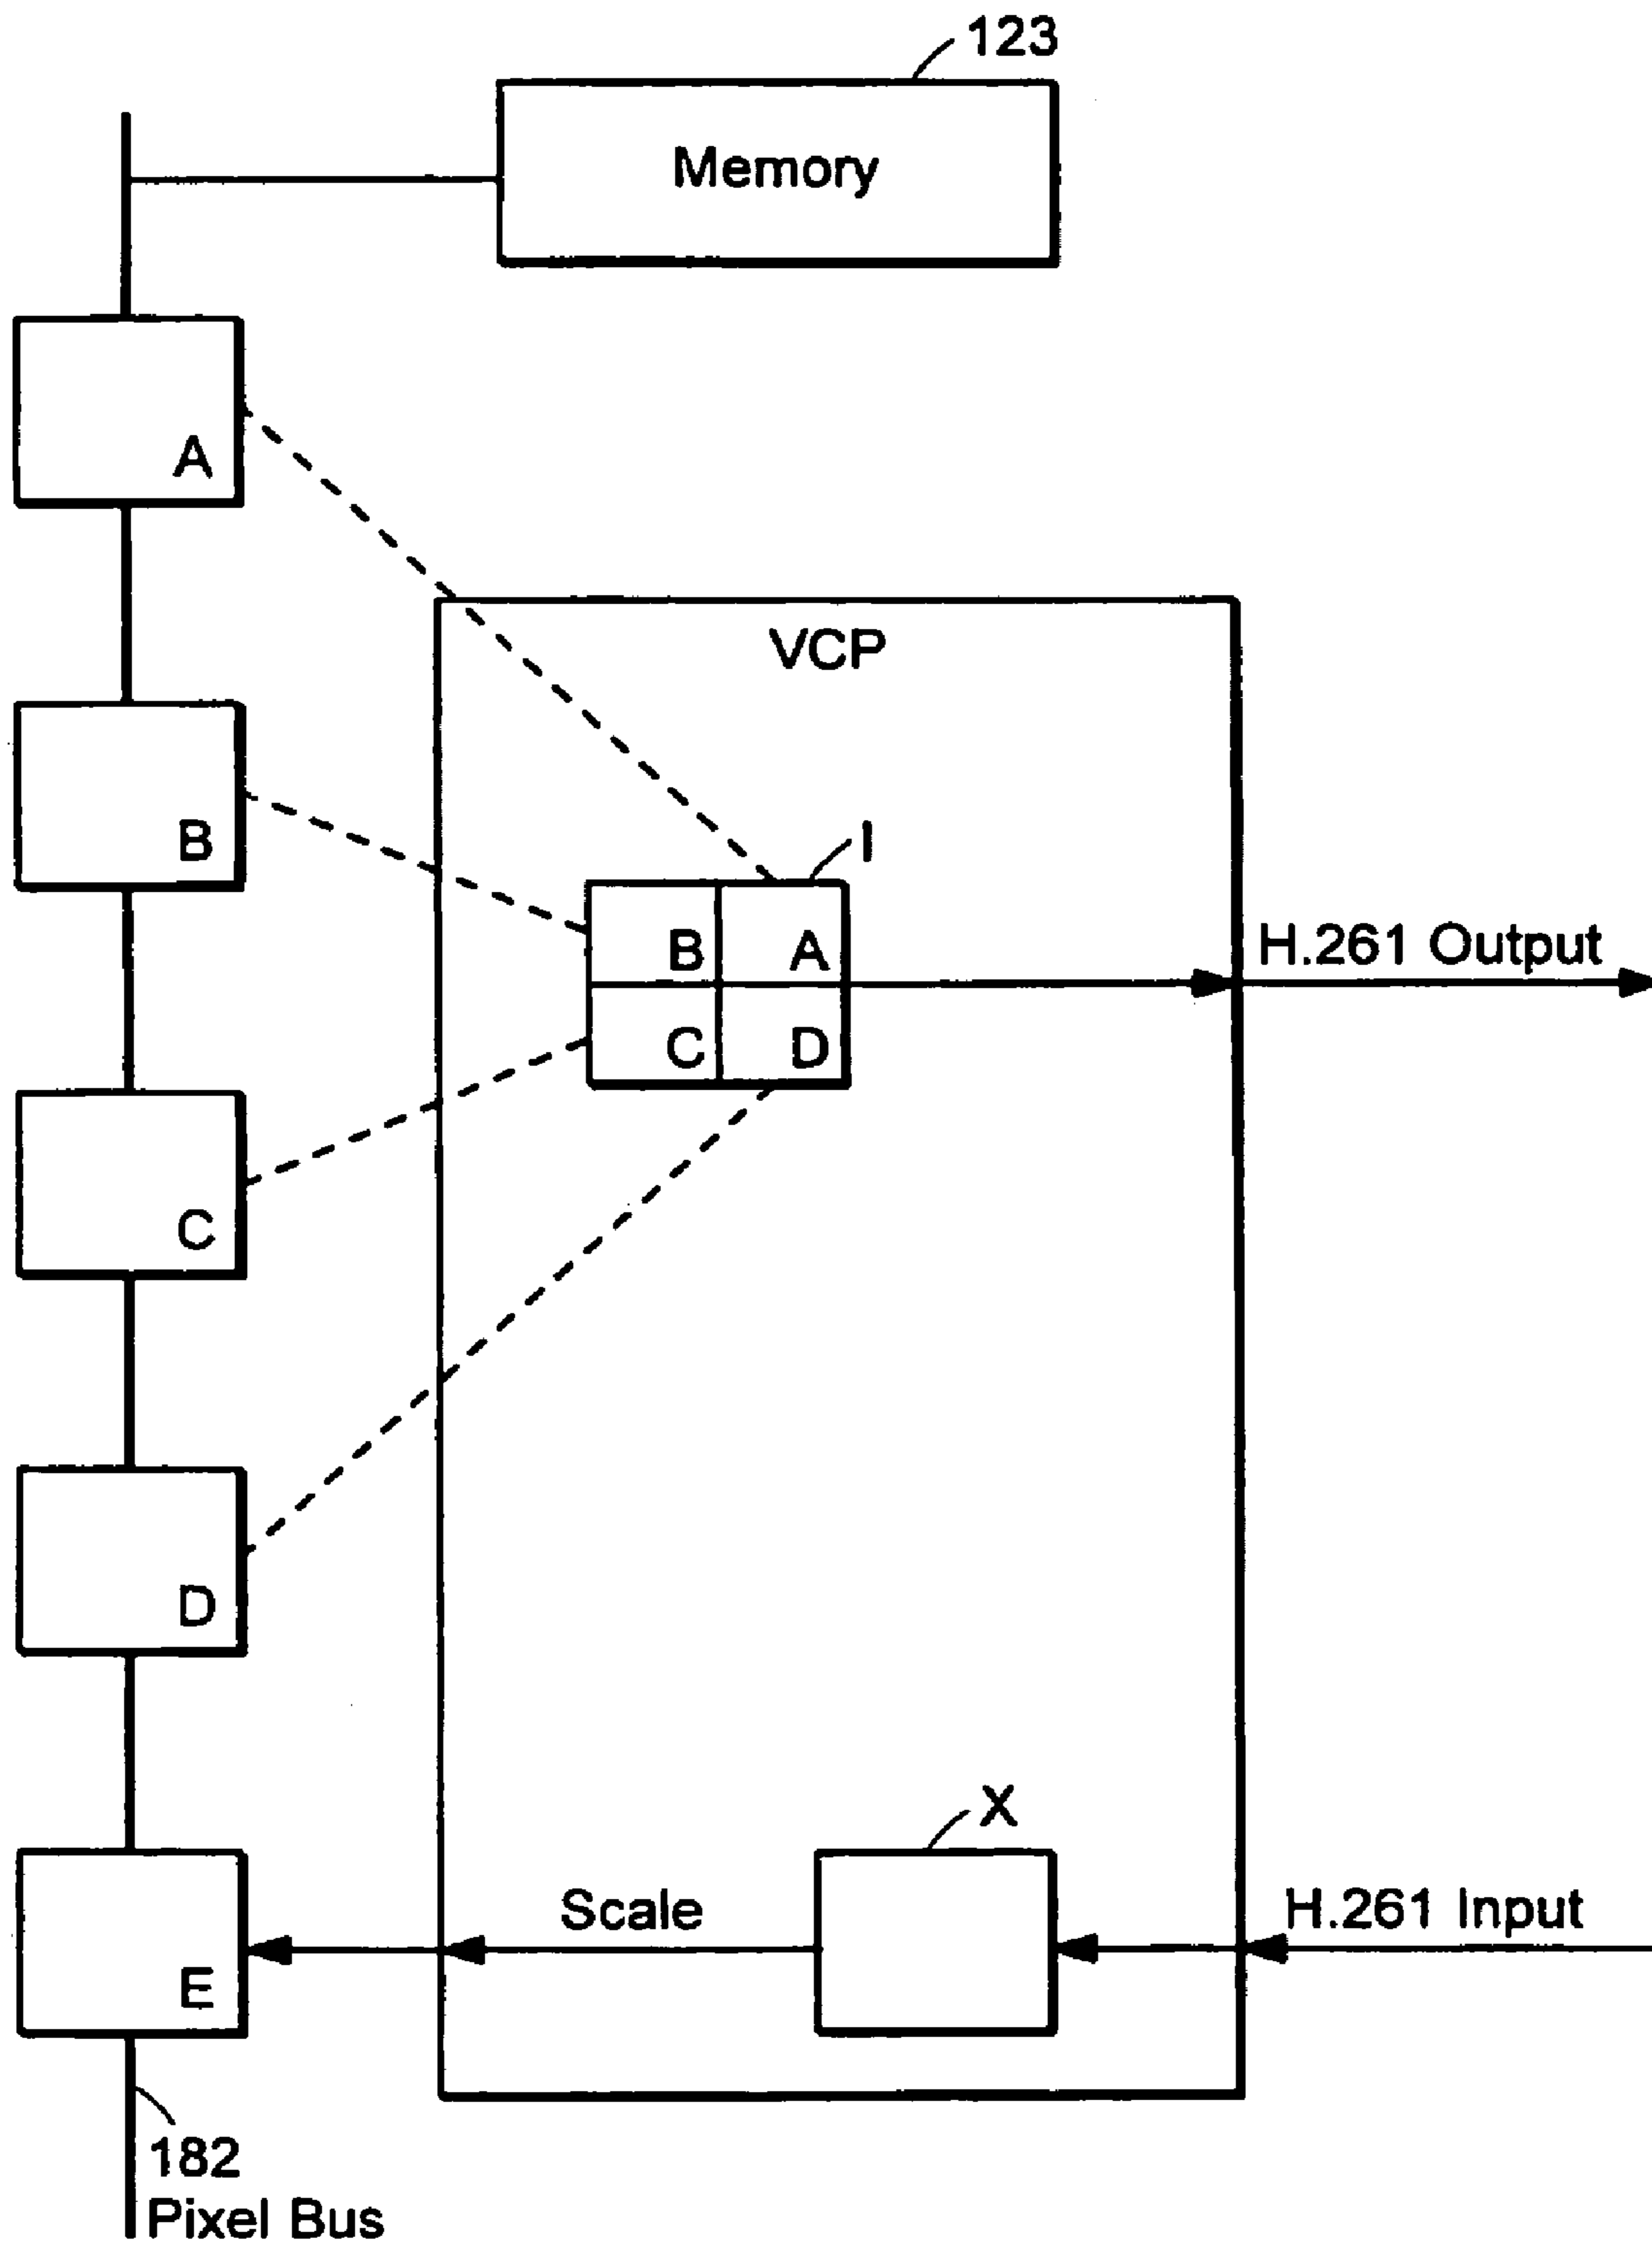 123
Memory
A
VCP
B
I
B A
H.261 Output
C D
C
D
X
Scale
H.261 Input
E
182
Pixel Bus